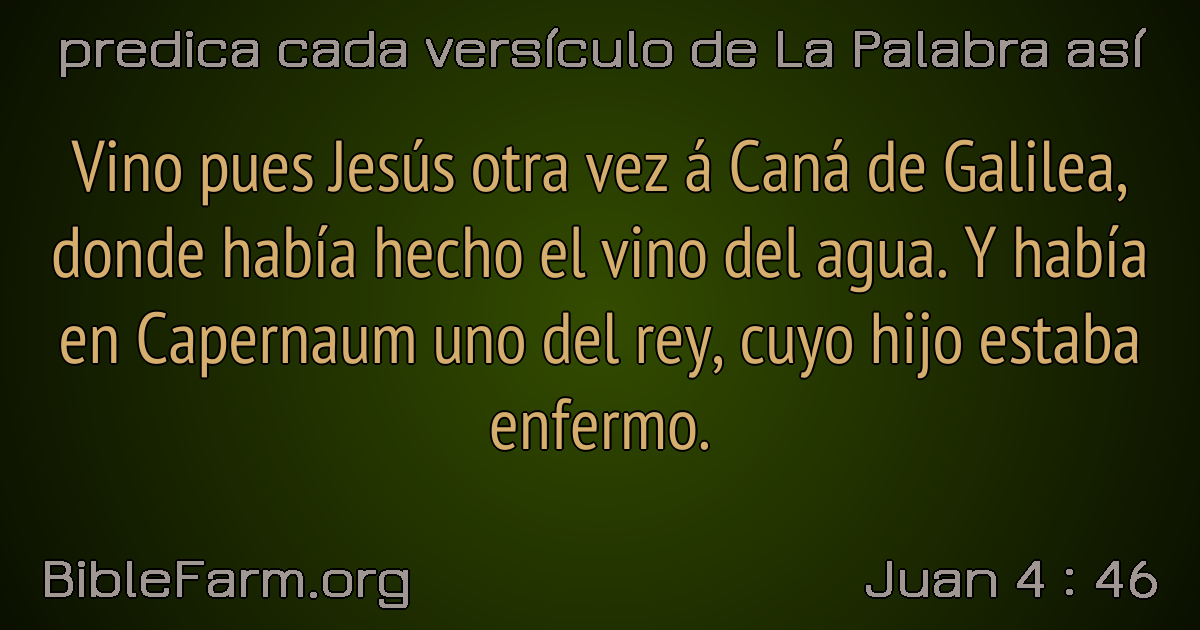 predica cada versículo de La Palabra así
Vino pues Jesús otra vez á Caná de Galilea,
donde había hecho el vino del agua. Y había
en Capernaum uno del rey, cuyo hijo estaba
enfermo.
BibleFarm.org
Juan 4 : 46